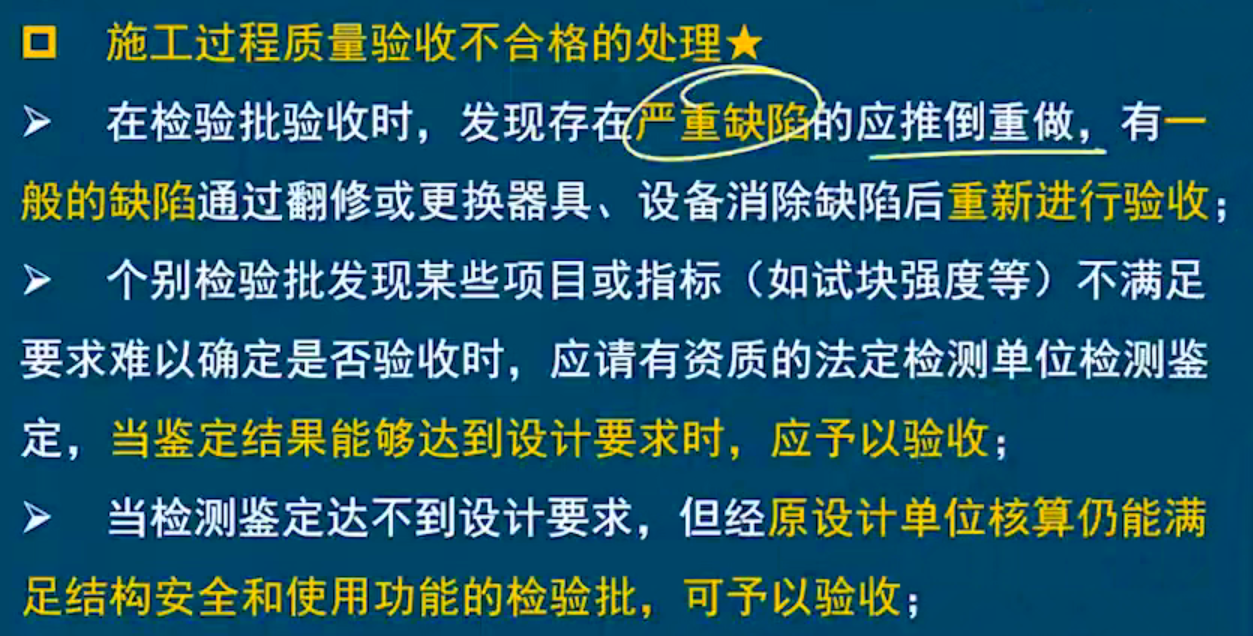 施工过程质量验收不合格的处理★
➢ 在检验批验收时，发现存在严重缺陷的应推倒重做，有一
般的缺陷通过翻修或更换器具、设备消除缺陷后重新进行验收；
➢ 个别检验批发现某些项目或指标（如试块强度等）不满足
要求难以确定是否验收时，应请有资质的法定检测单位检测鉴
定，当鉴定结果能够达到设计要求时，应予以验收；
➢ 当检测鉴定达不到设计要求，但经原设计单位核算仍能满
足结构安全和使用功能的检验批，可予以验收；